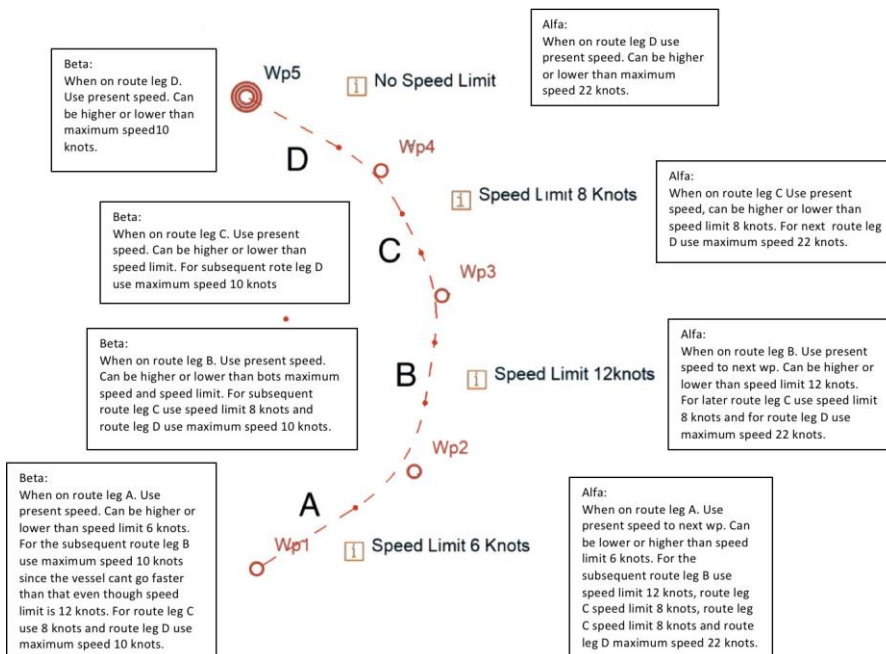 Beta:
When on route leg D.
Use present speed. Can
be higher or lower than
maximum speed10
knots.
Wp5
No Speed Limit
Alfa:
When on route leg D use
present speed. Can be higher
or lower than maximum
speed 22 knots.
D
Wp4
Speed Limit 8 Knots
Alfa:
When on route leg C Use present
speed, can be higher or lower than
speed limit 8 knots. For next route leg
D use maximum speed 22 knots.
Beta:
When on route leg C. Use present
speed. Can be higher or lower than
speed limit. For subsequent rote leg D
use maximum speed 10 knots
C
Wp3
Beta:
When on route leg B. Use present speed.
Can be higher or lower than bots maximum
speed and speed limit. For subsequent
route leg C use speed limit 8 knots and
route leg D use maximum speed 10 knots.
B
Speed Limit 12knots
Alfa:
When on route leg B. Use present
speed to next wp. Can be higher or
lower than speed limit 12 knots.
For later route leg C use speed limit
8 knots and for route leg D use
maximum speed 22 knots.
Wp2
Beta:
When on route leg A. Use
present speed. Can be higher or
lower than speed limit 6 knots.
For the subsequent route leg B
use maximum speed 10 knots
since the vessel cant go faster
than that even though speed
limit is 12 knots. For route leg C
use 8 knots and route leg D use
maximum speed 10 knots.
A
Wp1
Speed Limit 6 Knots
Alfa:
When on route leg A. Use
present speed to next wp. Can
be lower or higher than speed
limit 6 knots. For the
subsequent route leg B use
speed limit 12 knots, route leg
C speed limit 8 knots, route leg
C speed limit 8 knots and route
leg D maximum speed 22 knots.